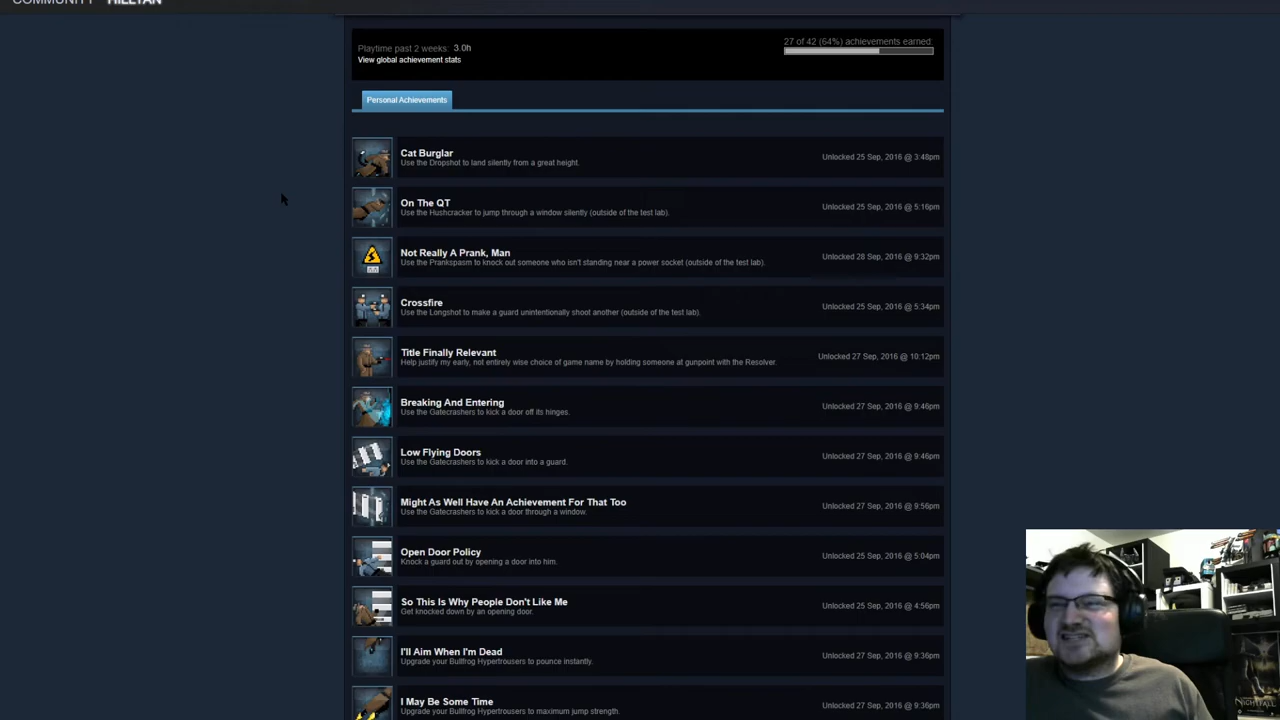 COMMUNITY HILLYAN
Playtime past 2 weeks: 3.0h
View global achievement stats
27 of 42 (64%) achievements earned:
Personal Achievements
Cat Burglar
Use the Dropshot to land silently from a great height.
Unlocked 25 Sep, 2016 @ 3:48pm
On The QT
Use the Hushcracker to jump through a window silently (outside of the test lab).
Unlocked 25 Sep, 2016 @ 5:16pm
Not Really A Prank, Man
Use the Prankspasm to knock out someone who isn't standing near a power socket (outside of the test lab).
Unlocked 28 Sep, 2016 @ 9:32pm
Crossfire
Use the Longshot to make a guard unintentionally shoot another (outside of the test lab).
Unlocked 25 Sep, 2016 @ 5:34pm
Title Finally Relevant
Help justify my early, not entirely wise choice of game name by holding someone at gunpoint with the Resolver.
Unlocked 27 Sep, 2016 @ 10:12pm
Breaking And Entering
Use the Gatecrashers to kick a door off its hinges.
Unlocked 27 Sep, 2016 @ 9:46pm
Low Flying Doors
Use the Gatecrashers to kick a door into a guard.
Unlocked 27 Sep, 2016 @ 9:46pm
Might As Well Have An Achievement For That Too
Use the Gatecrashers to kick a door through a window.
Unlocked 27 Sep, 2016 @ 9:56pm
Open Door Policy
Knock a guard out by opening a door into him.
Unlocked 25 Sep, 2016 @ 5:04pm
So This Is Why People Don't Like Me
Get knocked down by an opening door.
Unlocked 25 Sep, 2016 @ 4:56pm
I'll Aim When I'm Dead
Upgrade your Bullfrog Hypertrousers to pounce instantly.
Unlocked 27 Sep, 2016 @ 9:36pm
I May Be Some Time
Upgrade your Bullfrog Hypertrousers to maximum jump strength.
Unlocked 27 Sep, 2016 @ 9:36pm
NIGHTFALL